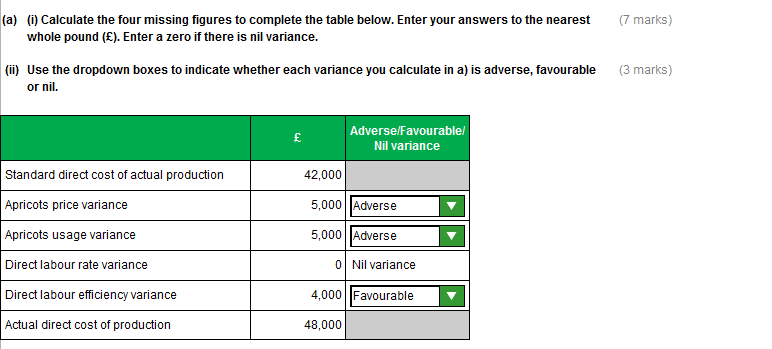 (a) (i) Calculate the four missing figures to complete the table below. Enter your answers to the nearest (7 marks)
whole pound (£). Enter a zero if there is nil variance.
(ii) Use the dropdown boxes to indicate whether each variance you calculate in a) is adverse, favourable (3 marks)
or nil.
£ Adverse/Favourable/
Nil variance
Standard direct cost of actual production 42,000
Apricots price variance 5,000 Adverse
Apricots usage variance 5,000 Adverse
Direct labour rate variance 0 Nil variance
Direct labour efficiency variance 4,000 Favourable
Actual direct cost of production 48,000